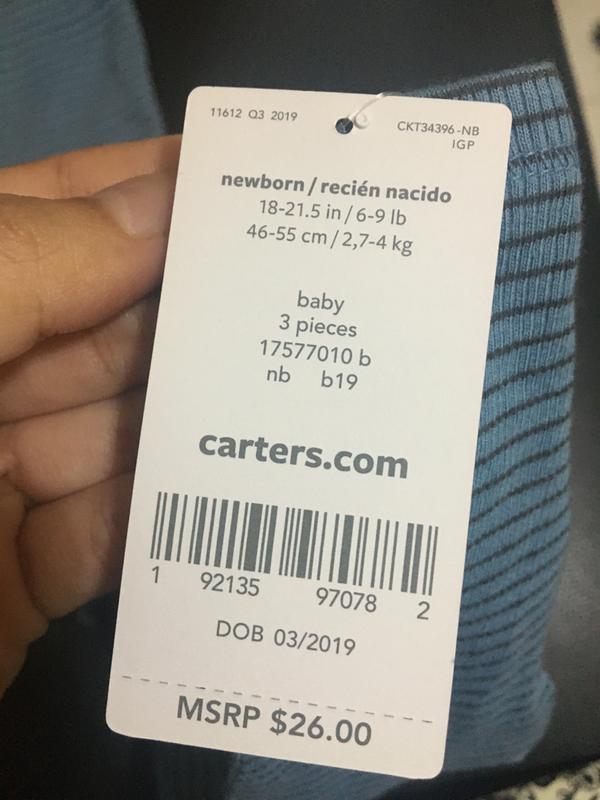 11612 Q3 2019
CKT34396-NB
IGP
newborn / recién nacido
18-21.5 in / 6-9 lb
46-55 cm / 2,7-4 kg
baby
3 pieces
17577010 b
nb b19
carters.com
1 92135 97078 2
DOB 03/2019
MSRP $26.00